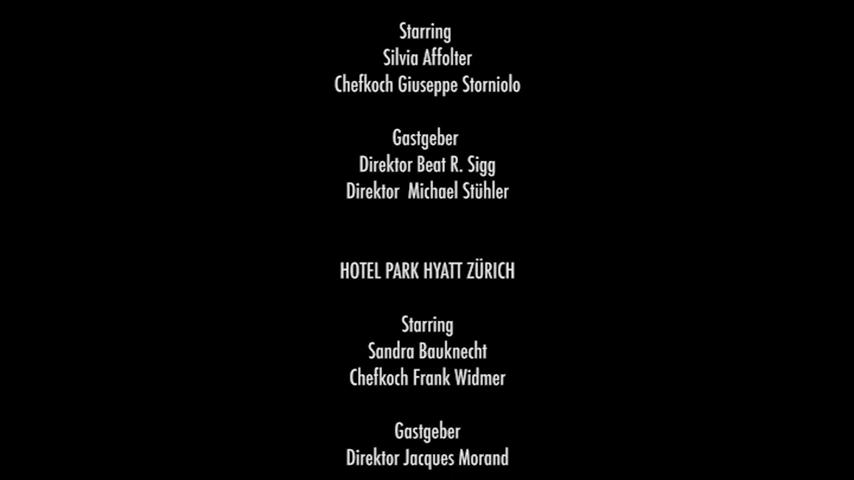 Starring
Silvia Affolter
Chefkoch Giuseppe Storniolo
Gastgeber
Direktor Beat R. Sigg
Direktor  Michael Stühler
HOTEL PARK HYATT ZÜRICH
Starring
Sandra Bauknecht
Chefkoch Frank Widmer
Gastgeber
Direktor Jacques Morand